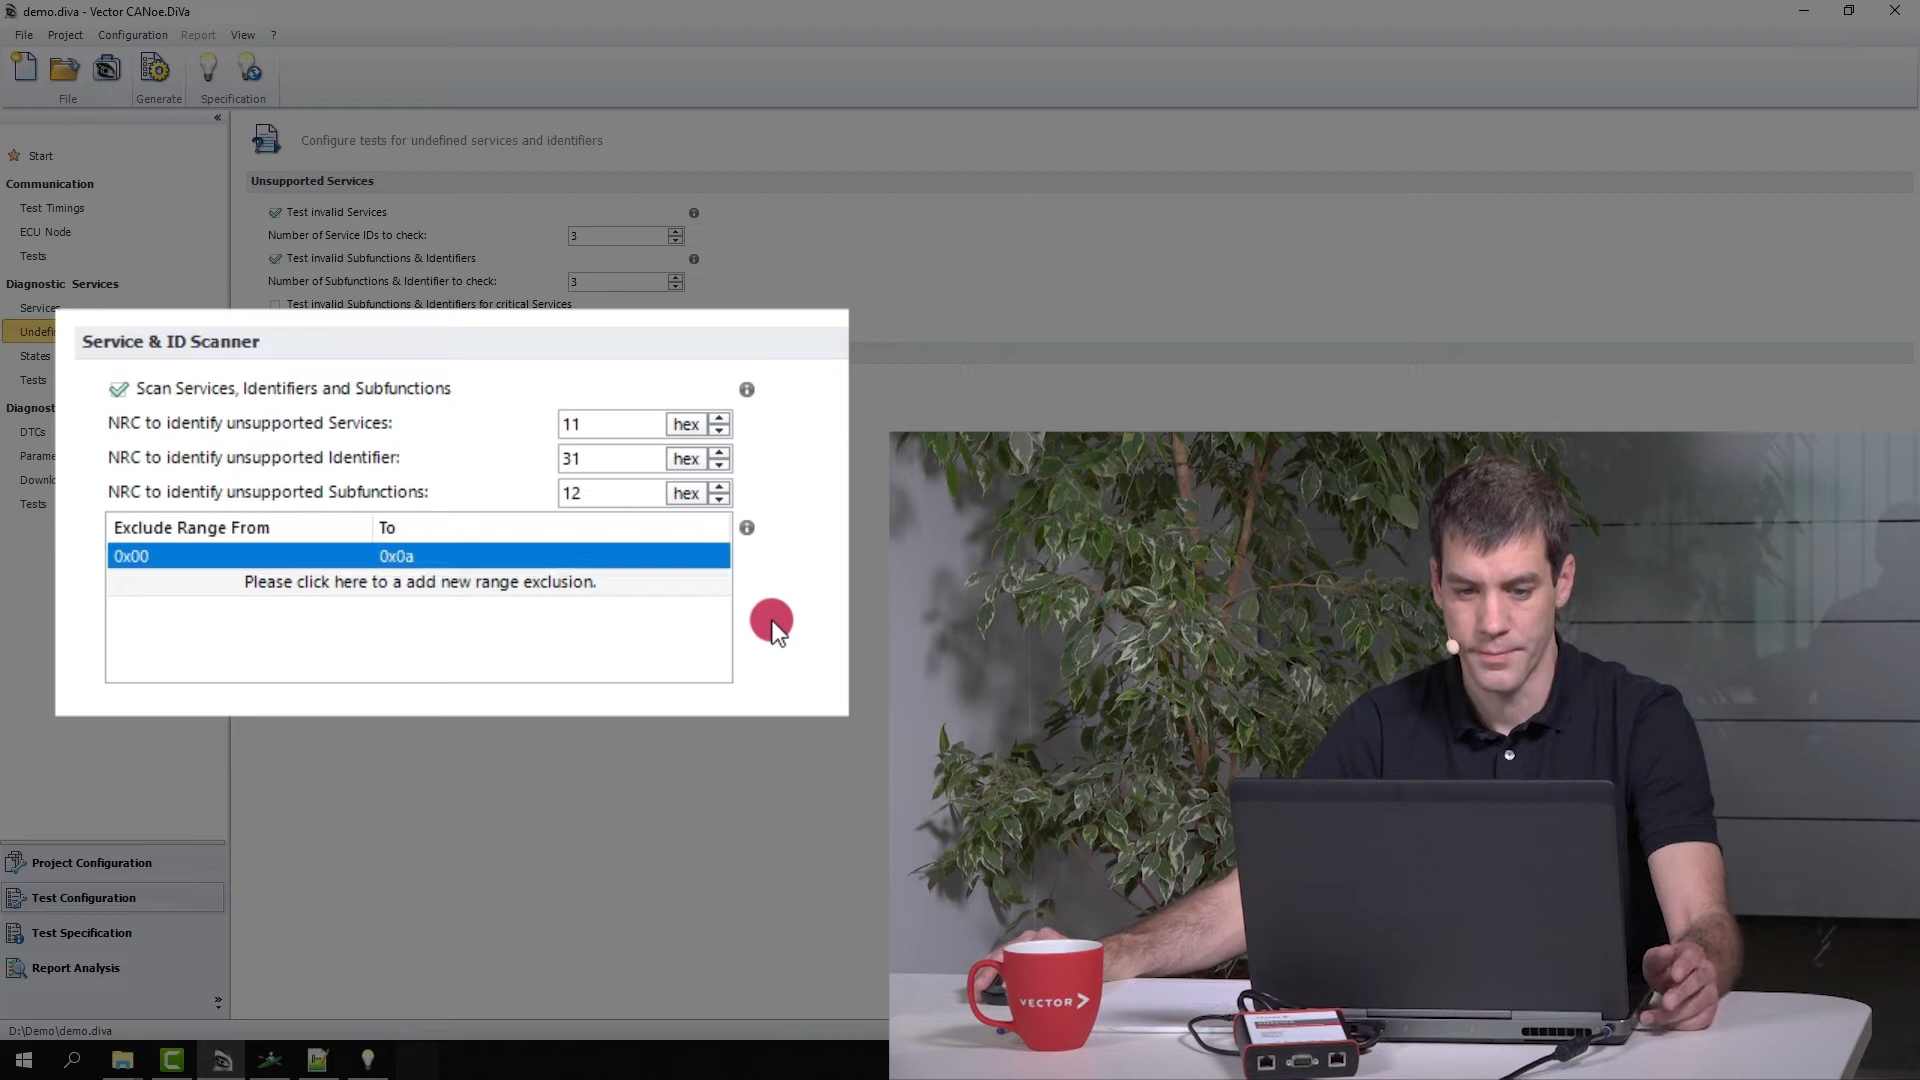 demo.diva - Vector CANoe.DiVa
File Project Configuration Report View ?
File Generate Specification
Start
Communication
Test Timings
ECU Node
Tests
Diagnostic Services
Services
Undefi
States
Tests
Diagnost
DTCs
Parame
Downlo
Tests
Project Configuration
Test Configuration
Test Specification
Report Analysis
D:\Demo\demo.diva
Configure tests for undefined services and identifiers
Unsupported Services
Test invalid Services
Number of Service IDs to check: 3
Test invalid Subfunctions & Identifiers
Number of Subfunctions & Identifier to check: 3
Test invalid Subfunctions & Identifiers for critical Services
Service & ID Scanner
Scan Services, Identifiers and Subfunctions
NRC to identify unsupported Services: 11 hex
NRC to identify unsupported Identifier: 31 hex
NRC to identify unsupported Subfunctions: 12 hex
Exclude Range From To
0x00 0x0a
Please click here to a add new range exclusion.
VECTOR